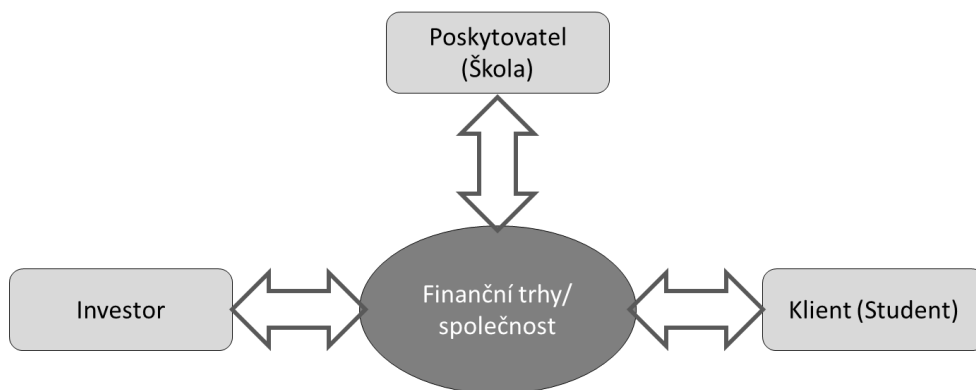 Poskytovatel
(Škola)
Investor
Finanční trhy/
společnost
Klient (Student)